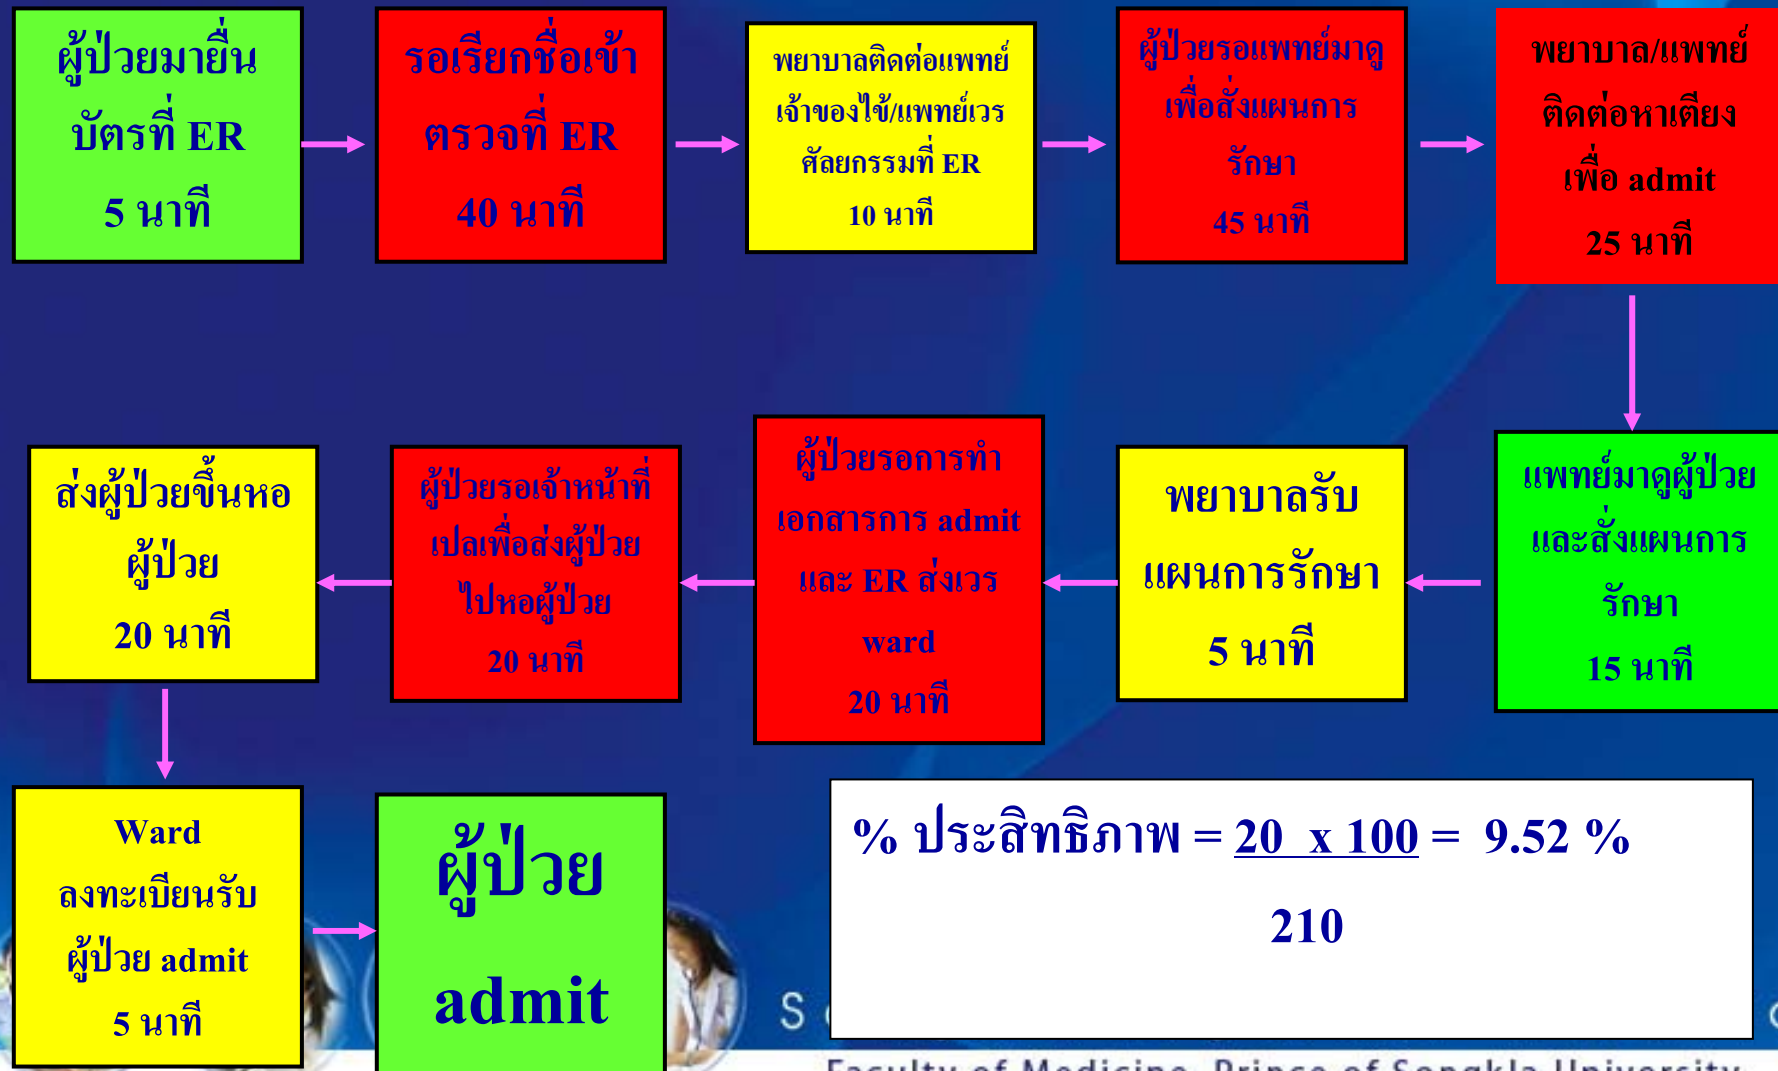 ผู้ป่วยมายื่น
บัตรที่ ER
5 นาที
รอเรียกชื่อเข้า
ตรวจที่ ER
40 นาที
พยาบาลติดต่อแพทย์
เจ้าของไข้/แพทย์เวร
ศัลยกรรมที่ ER
10 นาที
ผู้ป่วยรอแพทย์มาดู
เพื่อสั่งแผนการ
รักษา
45 นาที
พยาบาล/แพทย์
ติดต่อหาเตียง
เพื่อ admit
25 นาที
แพทย์มาดูผู้ป่วย
และสั่งแผนการ
รักษา
15 นาที
พยาบาลรับ
แผนการรักษา
5 นาที
ผู้ป่วยรอการทำ
เอกสารการ admit
และ ER ส่งเวร
ward
20 นาที
ผู้ป่วยรอเจ้าหน้าที่
เปลเพื่อส่งผู้ป่วย
ไปหอผู้ป่วย
20 นาที
ส่งผู้ป่วยขึ้นหอ
ผู้ป่วย
20 นาที
Ward
ลงทะเบียนรับ
ผู้ป่วย admit
5 นาที
ผู้ป่วย
admit
% ประสิทธิภาพ = 20 x 100 = 9.52 %
210
Faculty of Medicine, Prince of Songkla University